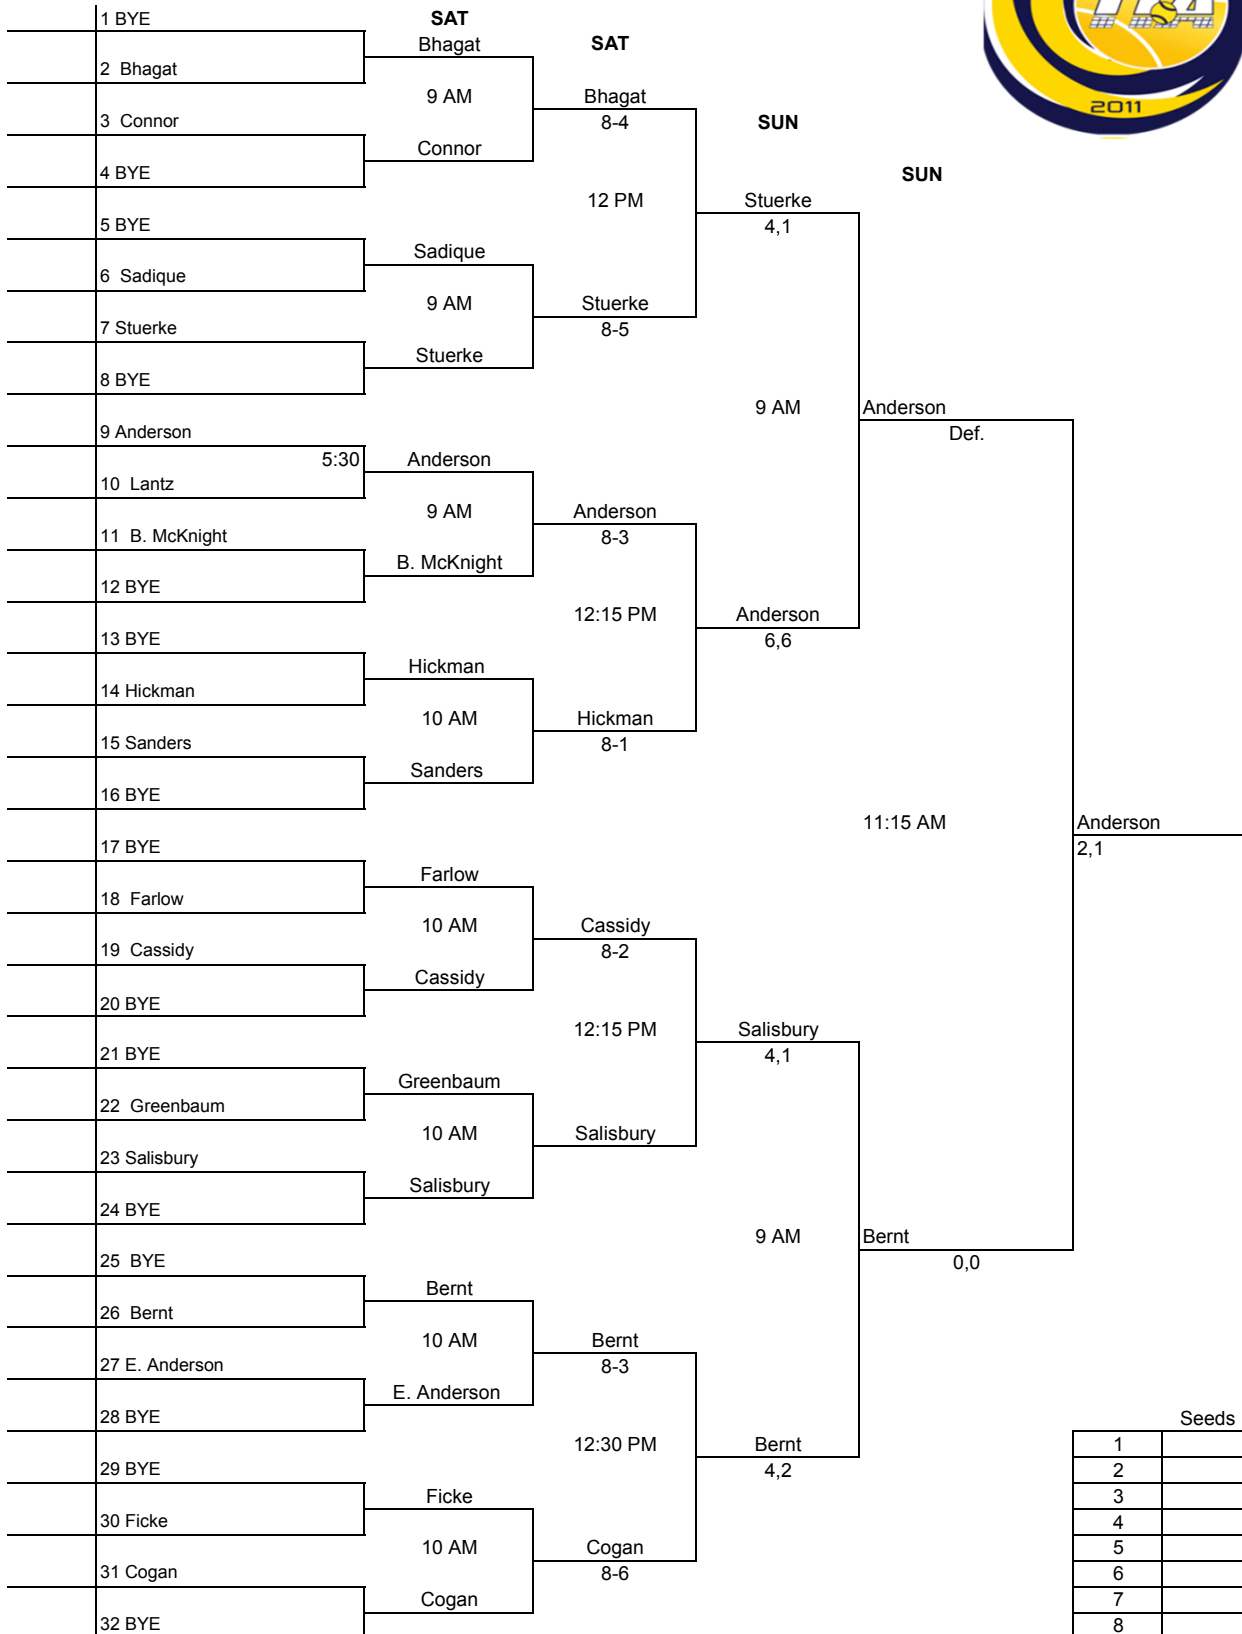 1 BYE
SAT
Bhagat
SAT
2 Bhagat
9 AM
Bhagat
2011
3 Connor
8-4
SUN
Connor
4 BYE
SUN
12 PM
Stuerke
5 BYE
4,1
Sadique
6 Sadique
9 AM
Stuerke
7 Stuerke
8-5
Stuerke
8 BYE
9 AM
Anderson
9 Anderson
Def.
5:30
Anderson
10 Lantz
9 AM
Anderson
11 B. McKnight
8-3
B. McKnight
12 BYE
12:15 PM
Anderson
13 BYE
6,6
Hickman
14 Hickman
10 AM
Hickman
15 Sanders
8-1
Sanders
16 BYE
11:15 AM
Anderson
17 BYE
2,1
Farlow
18 Farlow
10 AM
Cassidy
19 Cassidy
8-2
Cassidy
20 BYE
12:15 PM
Salisbury
21 BYE
4,1
Greenbaum
22 Greenbaum
10 AM
Salisbury
23 Salisbury
Salisbury
24 BYE
9 AM
Bernt
25 BYE
0,0
Bernt
26 Bernt
10 AM
Bernt
27 E. Anderson
8-3
E. Anderson
28 BYE
Seeds
12:30 PM
Bernt
1
29 BYE
4,2
2
Ficke
3
30 Ficke
4
10 AM
Cogan
5
31 Cogan
8-6
6
Cogan
7
32 BYE
8